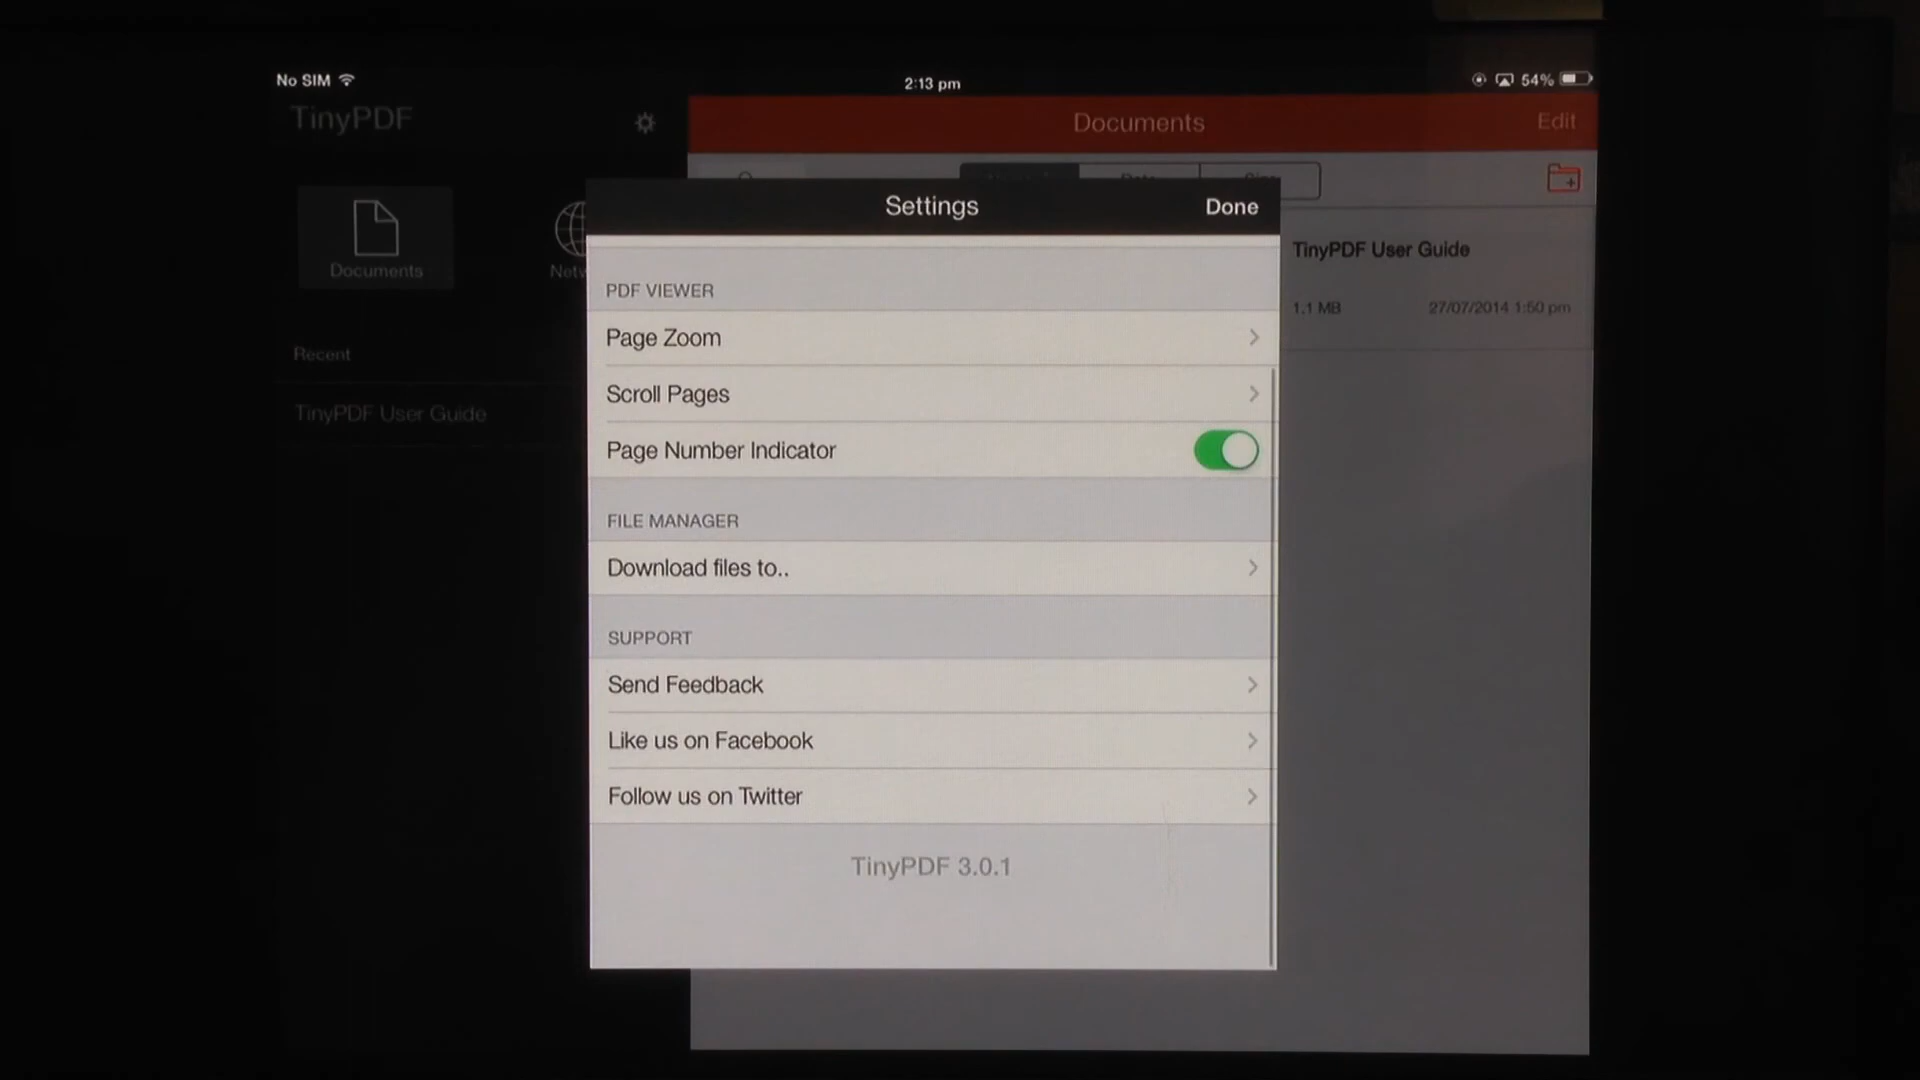 No SIM
2:13 pm
54%
TinyPDF
Documents
Edit
Documents
Settings
Done
TinyPDF User Guide
1.1 MB
27/07/2014 1:50 pm
PDF VIEWER
Page Zoom
Recent
Scroll Pages
TinyPDF User Guide
Page Number Indicator
FILE MANAGER
Download files to..
SUPPORT
Send Feedback
Like us on Facebook
Follow us on Twitter
TinyPDF 3.0.1